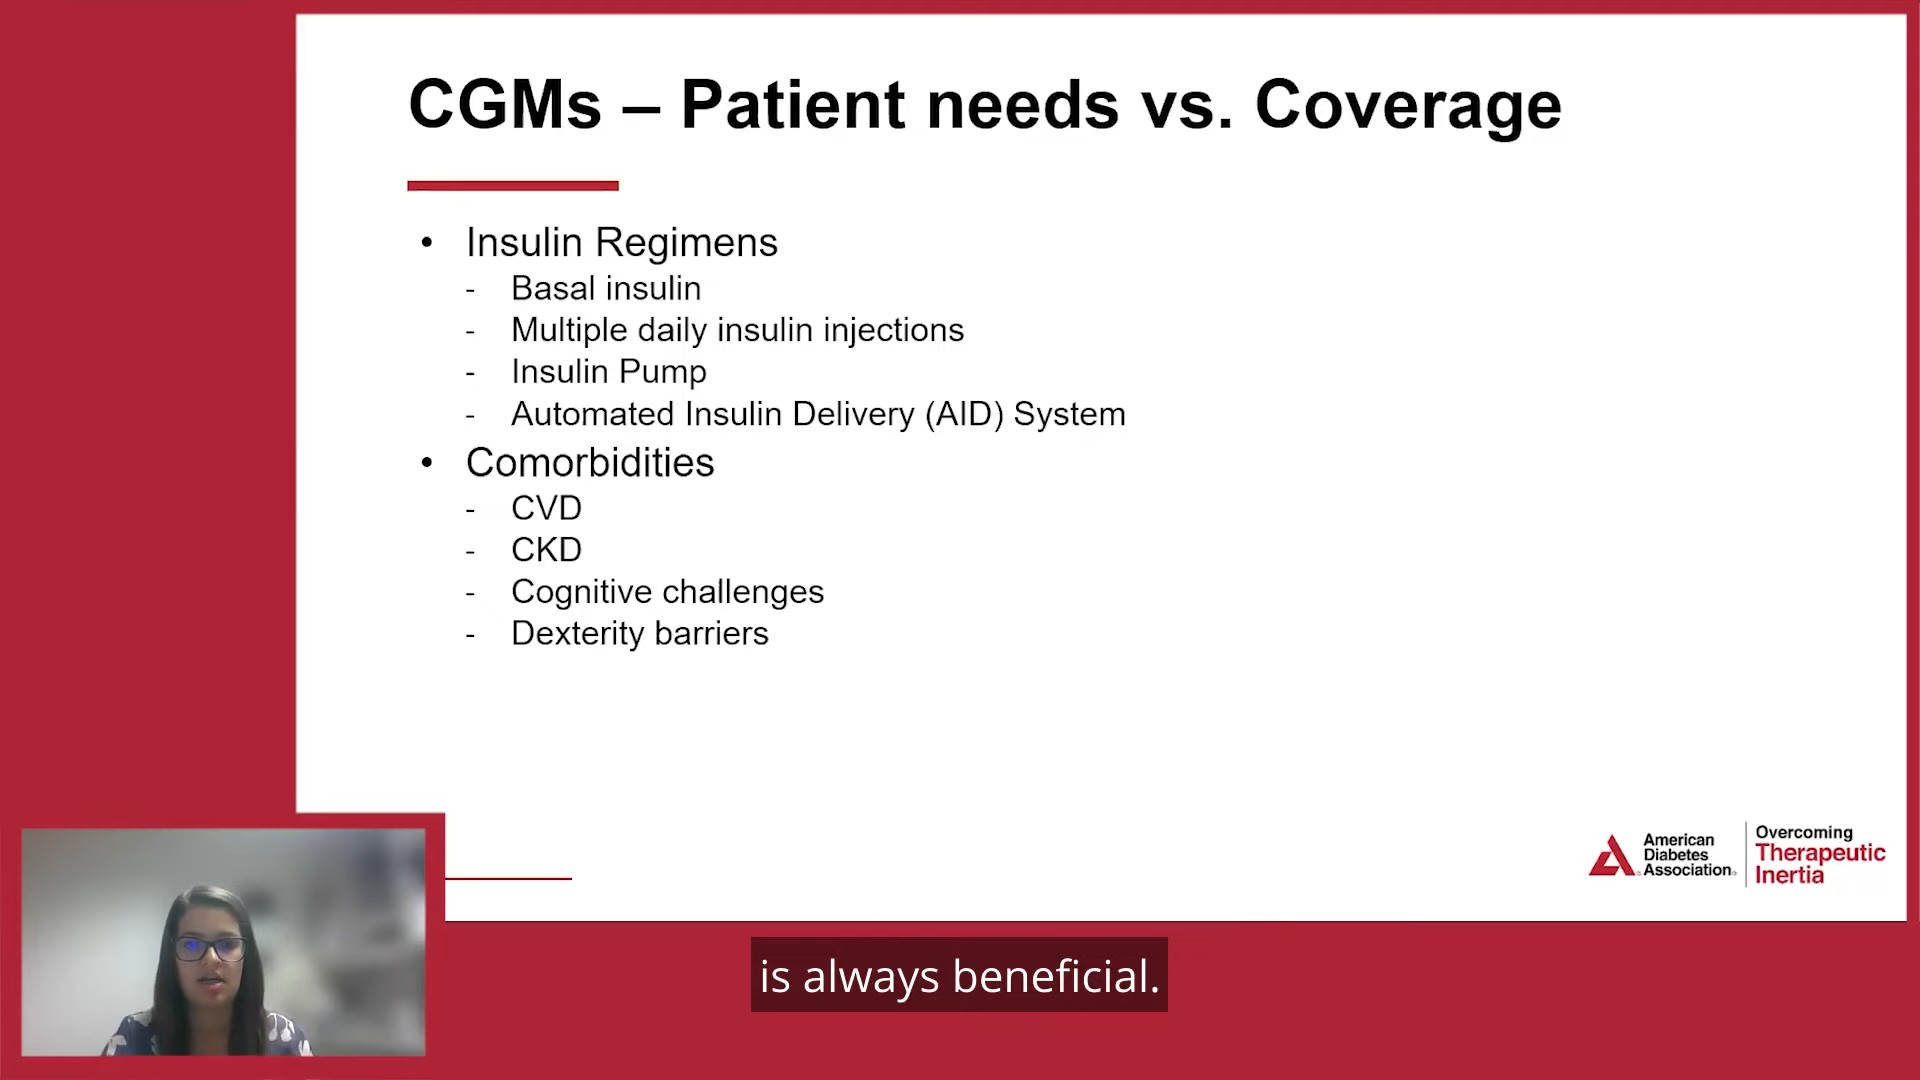 CGMs – Patient needs vs. Coverage
• Insulin Regimens
- Basal insulin
- Multiple daily insulin injections
- Insulin Pump
- Automated Insulin Delivery (AID) System
• Comorbidities
- CVD
- CKD
- Cognitive challenges
- Dexterity barriers
American
Diabetes
Association®
Overcoming
Therapeutic
Inertia
is always beneficial.